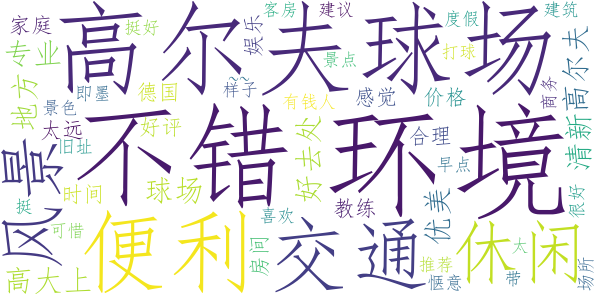 家庭
挺好
高尔夫球场
娱乐
客房
建议
度假
建筑
专业
景点
打球
商务
地方
即墨
德国
样子
~~
有钱人
感觉
价格
清新
高尔夫
景色
太远
好评
不错
好去处
环境
合理
旧址
早点
风景
时间
球场
教练
优美
很好
挺
可惜
便利
喜欢
交通
休闲
房间
推荐
太
高大上
惬意
带
场所